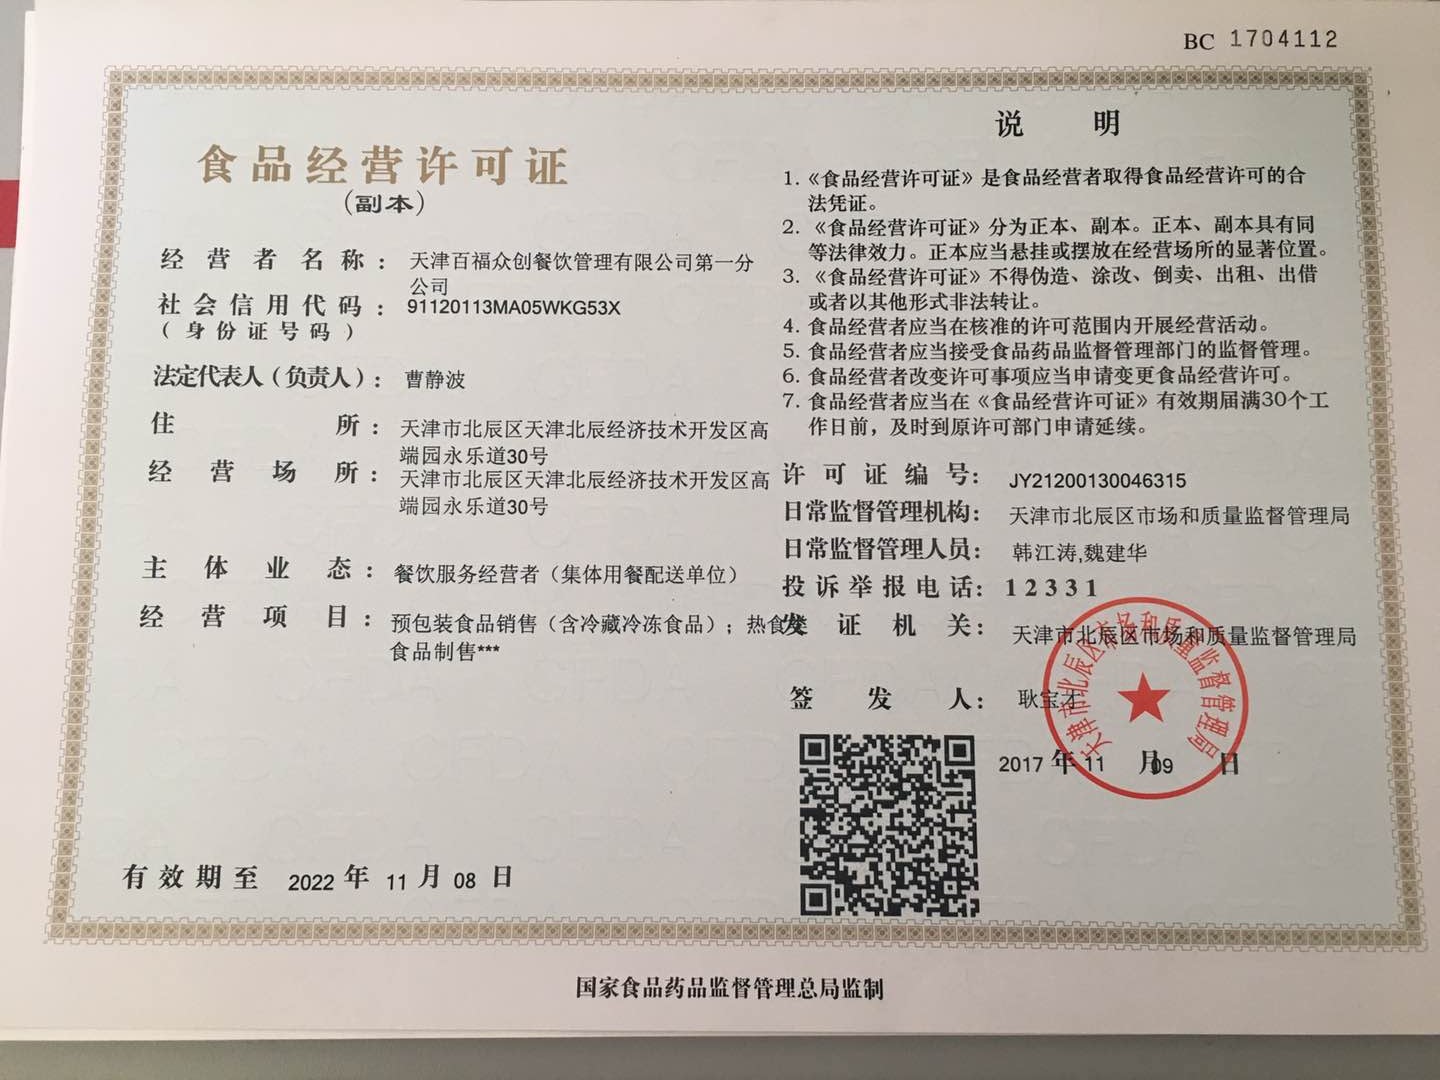 BC 1704112
食品经营许可证
（副本）
经营者名称：天津百福众创餐饮管理有限公司第一分
公司
社会信用代码：91120113MA05WKG53X
（身份证号码）
法定代表人（负责人）：曹静波
住所：天津市北辰区天津北辰经济技术开发区高
端园永乐道30号
经营场所：天津市北辰区天津北辰经济技术开发区高
端园永乐道30号
主体业态：餐饮服务经营者（集体用餐配送单位）
经营项目：预包装食品销售（含冷藏冷冻食品）；热食类
食品制售***
有效期至 2022 年 11 月 08 日
说明
1.《食品经营许可证》是食品经营者取得食品经营许可的合
法凭证。
2.《食品经营许可证》分为正本、副本。正本、副本具有同
等法律效力。正本应当悬挂或摆放在经营场所的显著位置。
3.《食品经营许可证》不得伪造、涂改、倒卖、出租、出借
或者以其他形式非法转让。
4.食品经营者应当在核准的许可范围内开展经营活动。
5.食品经营者应当接受食品药品监督管理部门的监督管理。
6.食品经营者改变许可事项应当申请变更食品经营许可。
7.食品经营者应当在《食品经营许可证》有效期届满30个工
作日前，及时到原许可部门申请延续。
许可证编号：JY21200130046315
日常监督管理机构：天津市北辰区市场和质量监督管理局
日常监督管理人员：韩江涛,魏建华
投诉举报电话：12331
发证机关：天津市北辰区市场和质量监督管理局
签发人：耿宝才
天津市北辰区市场和质量监督管理局
2017 年 11 月 09 日
国家食品药品监督管理总局监制